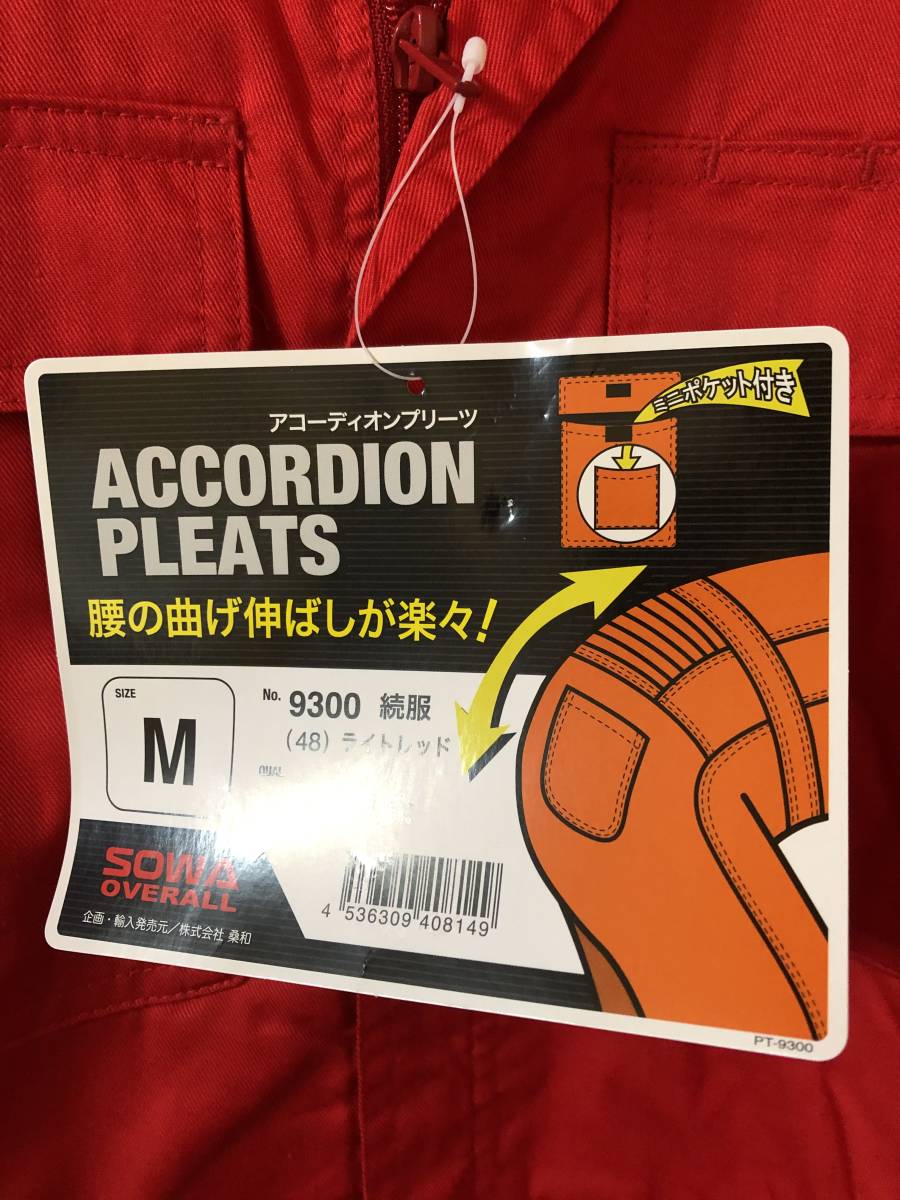 ミニポケット付き
アコーディオンプリーツ
ACCORDION
PLEATS
腰の曲げ伸ばしが楽々!
SIZE
M
No. 9300 続服
(48) ライトレッド
QUAL
SOWA
OVERALL
企画・輸入発売元/株式会社 桑和
4 536309 408149
PT-9300